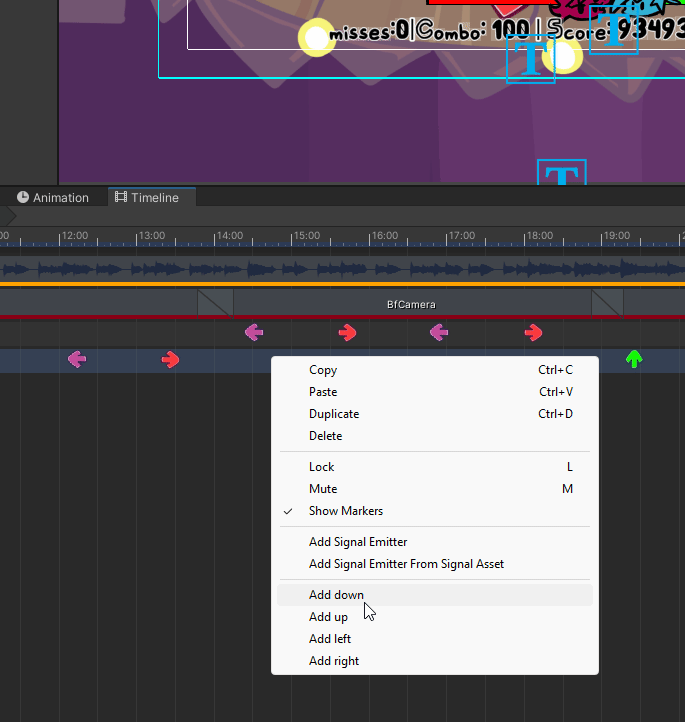 misses:0|Combo: 100 | Score:93493
T
T
T
Animation
Timeline
00 12:00 13:00 14:00 15:00 16:00 17:00 18:00 19:00 2
BfCamera
Copy Ctrl+C
Paste Ctrl+V
Duplicate Ctrl+D
Delete
Lock L
Mute M
Show Markers
Add Signal Emitter
Add Signal Emitter From Signal Asset
Add down
Add up
Add left
Add right